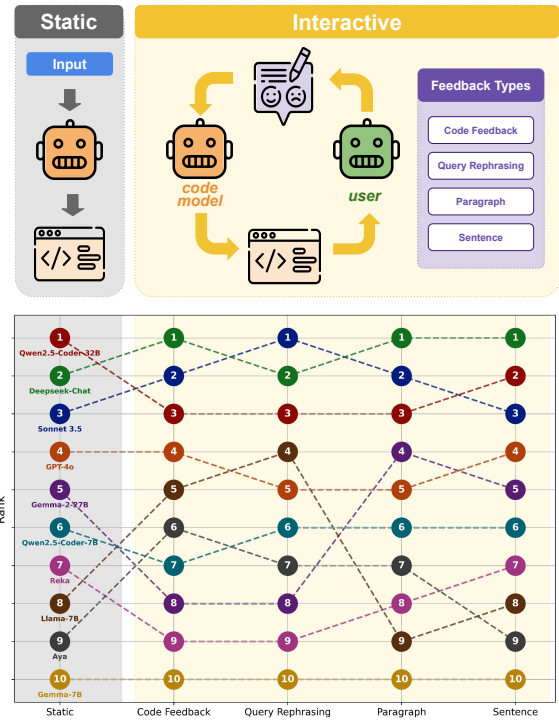 Static
Interactive
Input
</>
code
model
user
</>
Feedback Types
Code Feedback
Query Rephrasing
Paragraph
Sentence
Rank
1 1 1 1
Qwen2.5-Coder-32B
2 2 2 2 2
Deepseek-Chat
3 3 3 3 3
Sonnet 3.5
4 4 4 4 4
GPT-4o
5 5 5 5 5
Gemma-2-27B
6 6 6 6
Qwen2.5-Coder-7B
7 7 7 7 7
Reka
8 8 8 8 8
Llama-7B
9 9 9 9 9
Aya
10 10 10 10 10
Gemma-7B
Static Code Feedback Query Rephrasing Paragraph Sentence